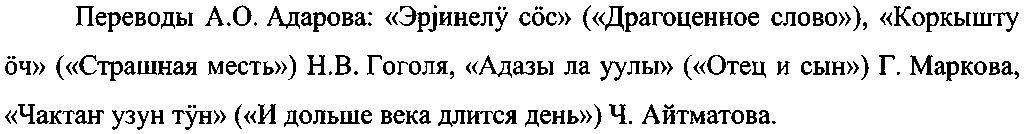 Переводы А.О. Адарова: «Эрjинелӱ сӧс» («Драгоценное слово»), «Коркышту
ӧч» («Страшная месть») Н.В. Гоголя, «Адазы ла уулы» («Отец и сын») Г. Маркова,
«Чактаҥ узун тӱн» («И дольше века длится день») Ч. Айтматова.